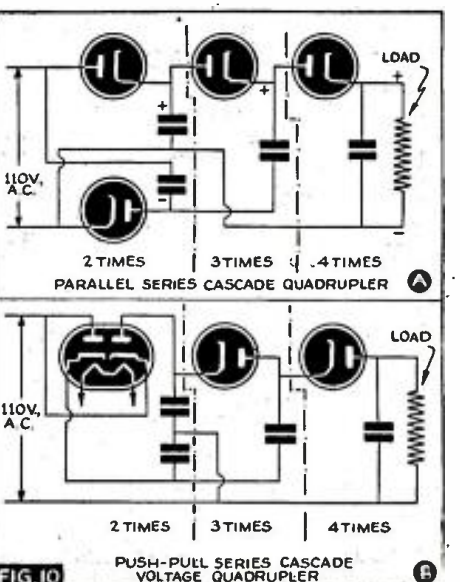 LOAD
+
+
+
110V,
A.C.
-
-
2 TIMES
3 TIMES
4 TIMES
PARALLEL SERIES CASCADE QUADRUPLER
A
LOAD
110V,
A.C.
2 TIMES
3 TIMES
4 TIMES
FIG 10
PUSH-PULL SERIES CASCADE
VOLTAGE QUADRUPLER
B